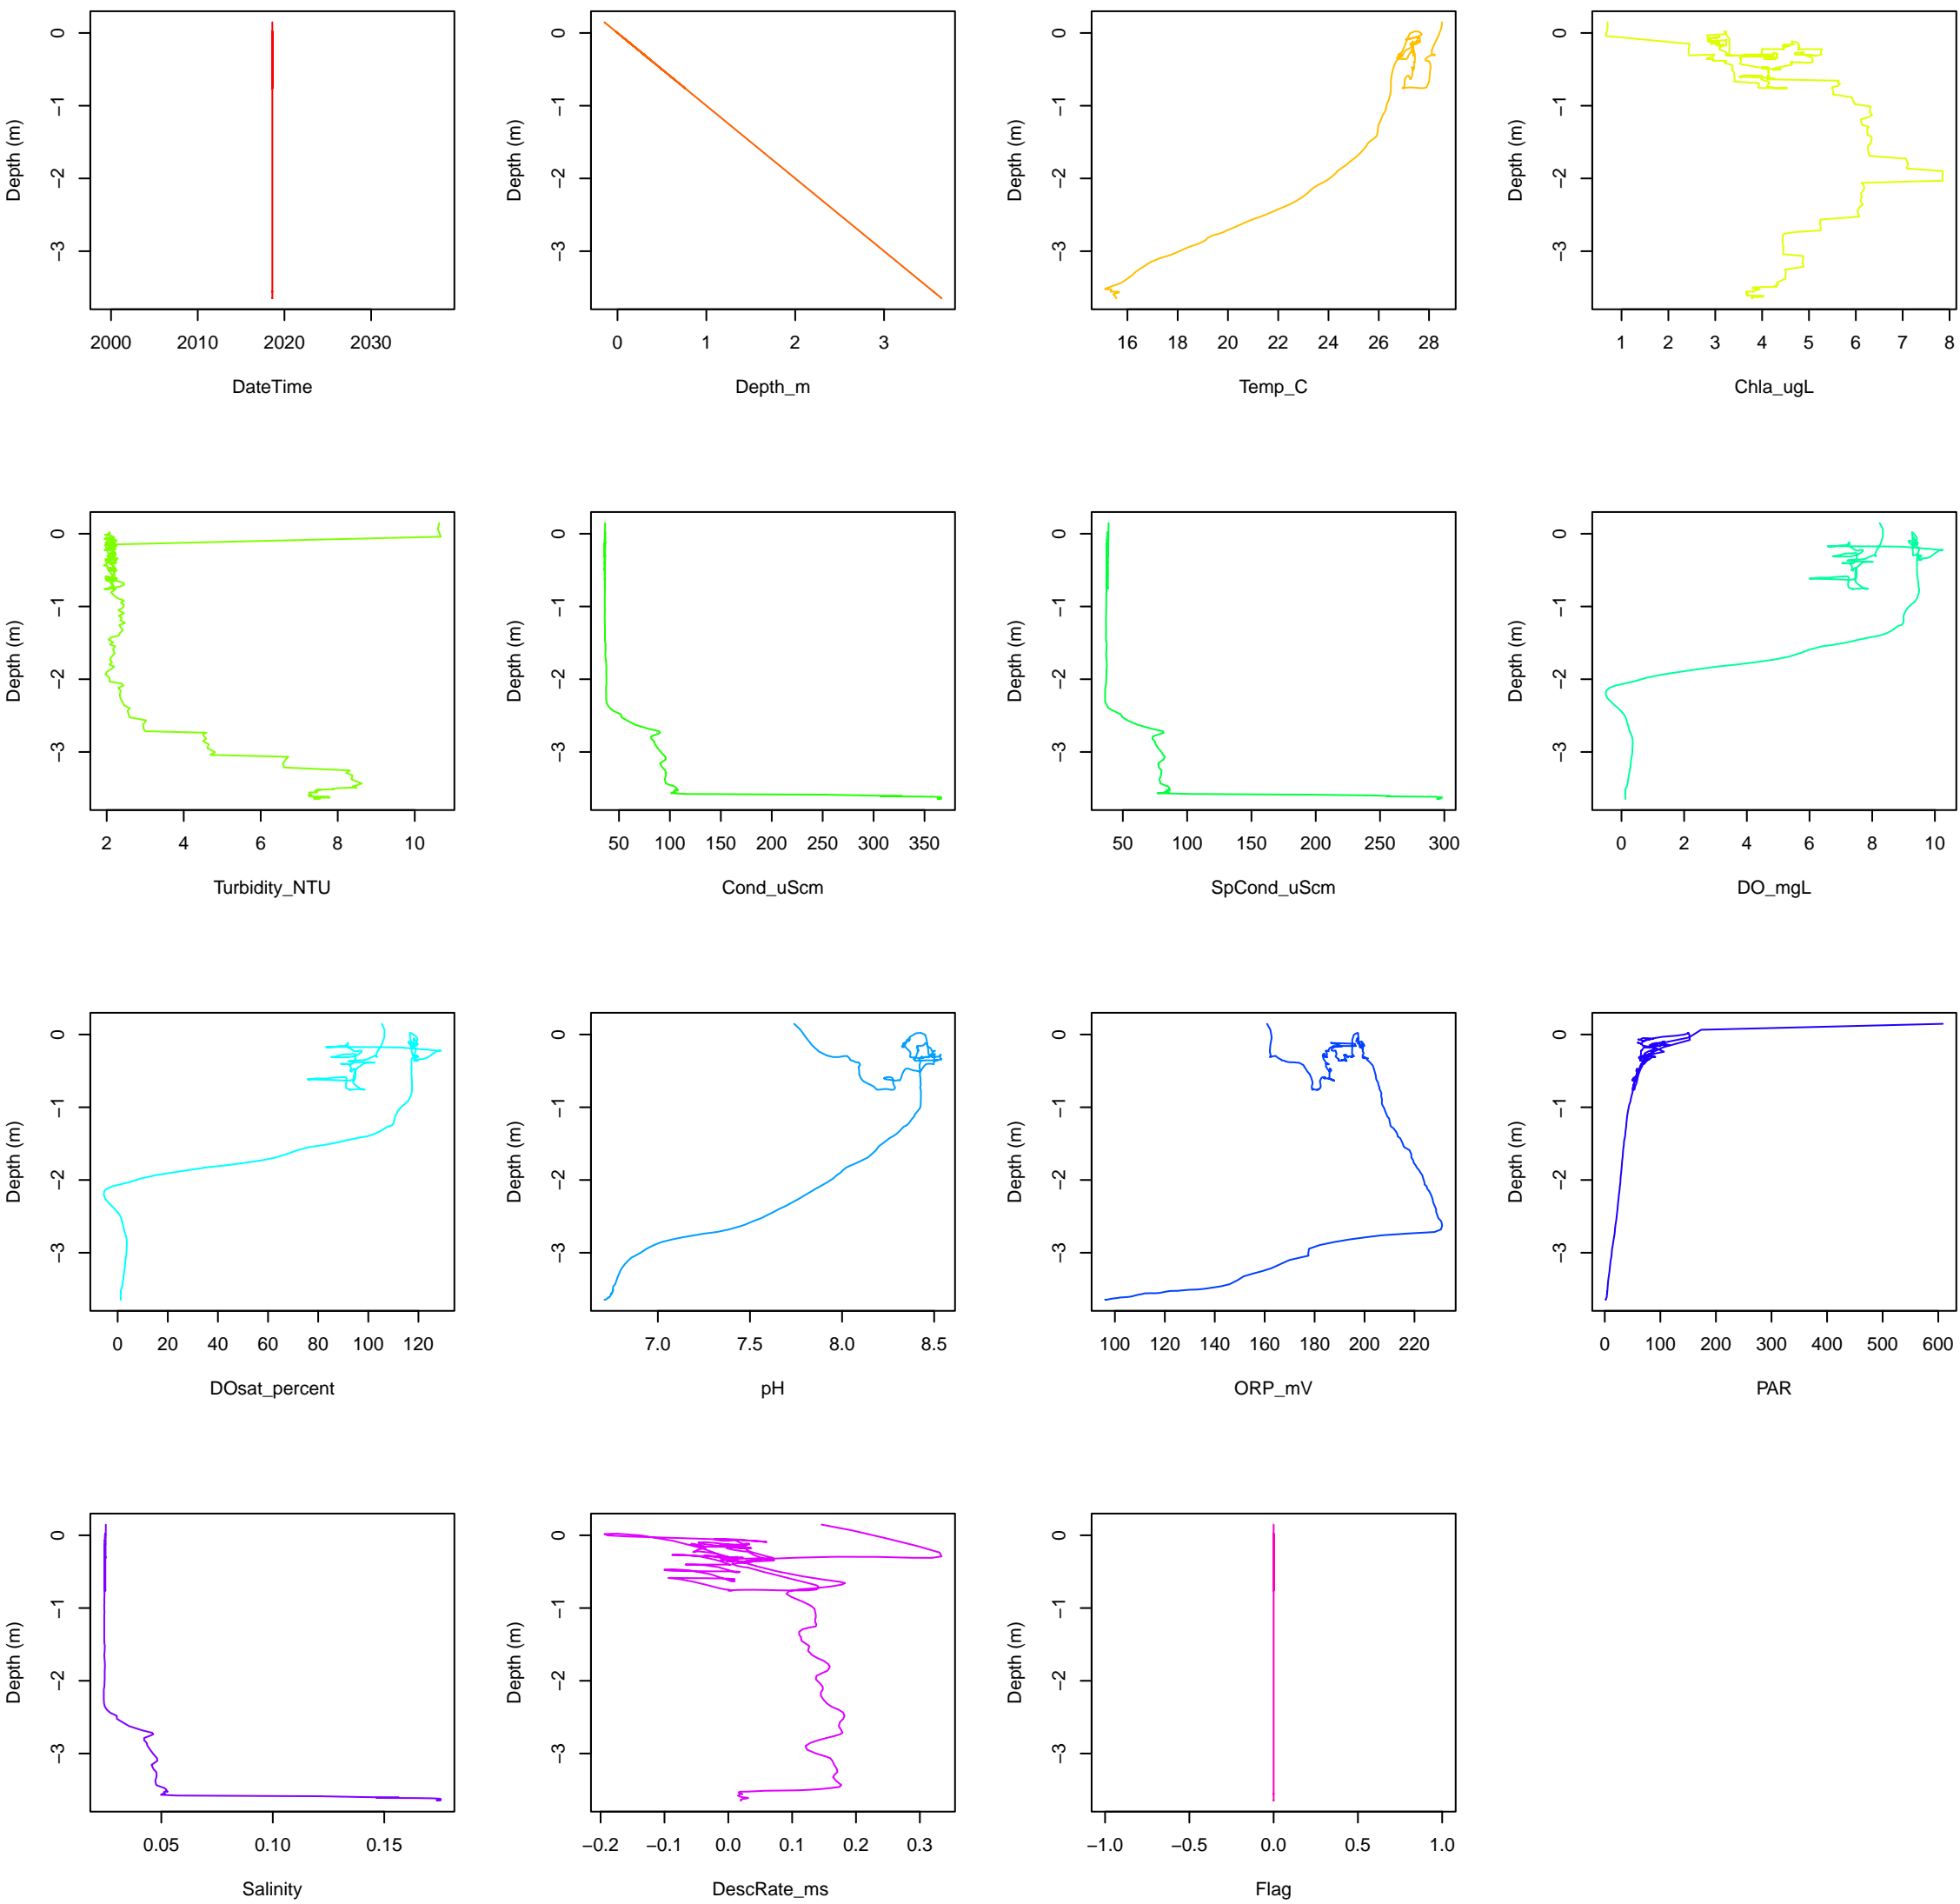 0
−1
−2
−3
Depth (m)
2000 2010 2020 2030
DateTime
0
−1
−2
−3
Depth (m)
0 1 2 3
Depth_m
0
−1
−2
−3
Depth (m)
16 18 20 22 24 26 28
Temp_C
0
−1
−2
−3
Depth (m)
1 2 3 4 5 6 7 8
Chla_ugL
0
−1
−2
−3
Depth (m)
2 4 6 8 10
Turbidity_NTU
0
−1
−2
−3
Depth (m)
50 100 150 200 250 300 350
Cond_uScm
0
−1
−2
−3
Depth (m)
50 100 150 200 250 300
SpCond_uScm
0
−1
−2
−3
Depth (m)
0 2 4 6 8 10
DO_mgL
0
−1
−2
−3
Depth (m)
0 20 40 60 80 100 120
DOsat_percent
0
−1
−2
−3
Depth (m)
7.0 7.5 8.0 8.5
pH
0
−1
−2
−3
Depth (m)
100 120 140 160 180 200 220
ORP_mV
0
−1
−2
−3
Depth (m)
0 100 200 300 400 500 600
PAR
0
−1
−2
−3
Depth (m)
0.05 0.10 0.15
Salinity
0
−1
−2
−3
Depth (m)
−0.2 −0.1 0.0 0.1 0.2 0.3
DescRate_ms
0
−1
−2
−3
Depth (m)
−1.0 −0.5 0.0 0.5 1.0
Flag